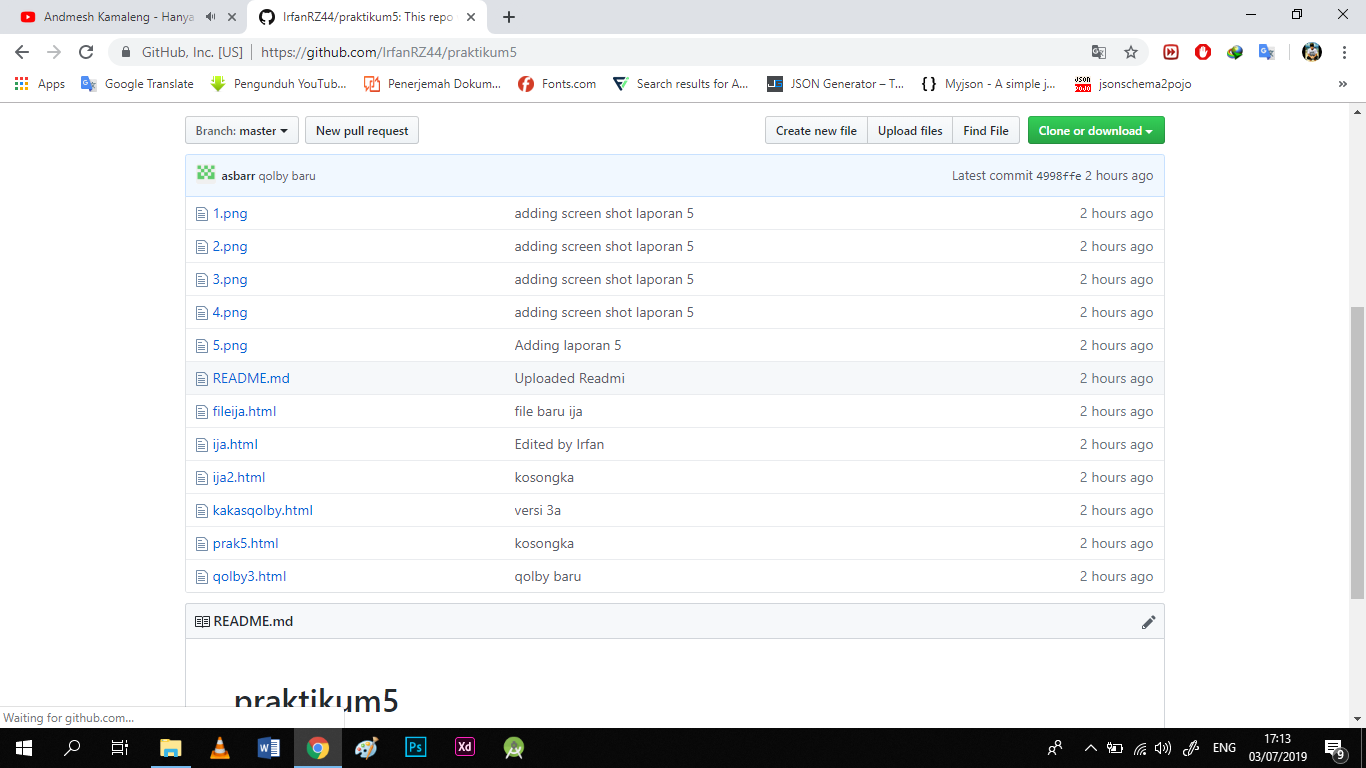 Andmesh Kamaleng - Hanya
IrfanRZ44/praktikum5: This repo
GitHub, Inc. [US] | https://github.com/IrfanRZ44/praktikum5
Apps Google Translate Pengunduh YouTub... Penerjemah Dokum... Fonts.com Search results for A... JSON Generator – T... Myjson - A simple j... jsonschema2pojo »
Branch: master New pull request Create new file Upload files Find File Clone or download
asbarr qolby baru Latest commit 4998ffe 2 hours ago
1.png adding screen shot laporan 5 2 hours ago
2.png adding screen shot laporan 5 2 hours ago
3.png adding screen shot laporan 5 2 hours ago
4.png adding screen shot laporan 5 2 hours ago
5.png Adding laporan 5 2 hours ago
README.md Uploaded Readmi 2 hours ago
fileija.html file baru ija 2 hours ago
ija.html Edited by Irfan 2 hours ago
ija2.html kosongka 2 hours ago
kakasqolby.html versi 3a 2 hours ago
prak5.html kosongka 2 hours ago
qolby3.html qolby baru 2 hours ago
README.md
praktikum5
Waiting for github.com...
W Ps Xd ENG 17:13
03/07/2019 9